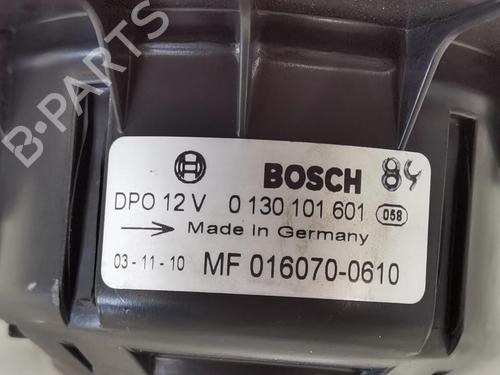 B-PARTS
BOSCH 84
DPO 12 V 0 130 101 601 058
Made in Germany
03-11-10 MF 016070-0610